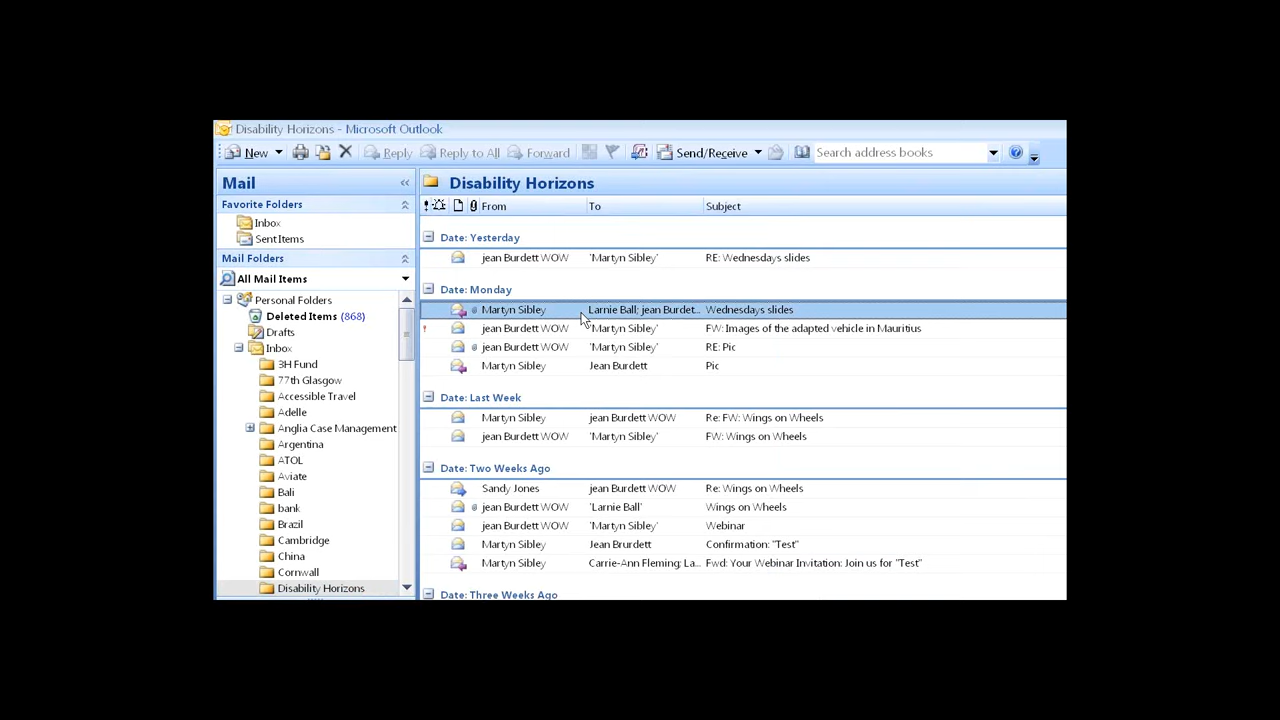 Disability Horizons - Microsoft Outlook
New Reply Reply to All Forward Send/Receive Search address books
Mail «
Favorite Folders
Inbox
Sent Items
Mail Folders
All Mail Items
Personal Folders
Deleted Items (868)
Drafts
Inbox
3H Fund
77th Glasgow
Accessible Travel
Adelle
Anglia Case Management
Argentina
ATOL
Aviate
Bali
bank
Brazil
Cambridge
China
Cornwall
Disability Horizons
Disability Horizons
From To Subject
Date: Yesterday
jean Burdett WOW 'Martyn Sibley' RE: Wednesdays slides
Date: Monday
Martyn Sibley Larnie Ball; jean Burdet... Wednesdays slides
jean Burdett WOW 'Martyn Sibley' FW: Images of the adapted vehicle in Mauritius
jean Burdett WOW 'Martyn Sibley' RE: Pic
Martyn Sibley Jean Burdett Pic
Date: Last Week
Martyn Sibley jean Burdett WOW Re: FW: Wings on Wheels
jean Burdett WOW 'Martyn Sibley' FW: Wings on Wheels
Date: Two Weeks Ago
Sandy Jones jean Burdett WOW Re: Wings on Wheels
jean Burdett WOW 'Larnie Ball' Wings on Wheels
jean Burdett WOW 'Martyn Sibley' Webinar
Martyn Sibley Jean Brurdett Confirmation: "Test"
Martyn Sibley Carrie-Ann Fleming; La... Fwd: Your Webinar Invitation: Join us for "Test"
Date: Three Weeks Ago